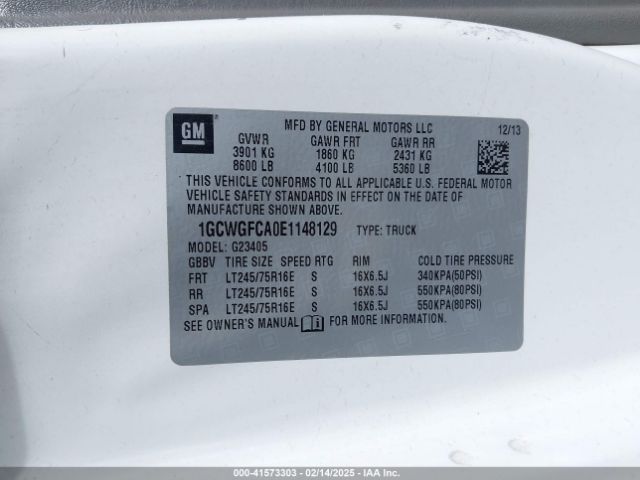 GM
MFD BY GENERAL MOTORS LLC
12/13
GVWR GAWR FRT GAWR RR
3901 KG 1860 KG 2431 KG
8600 LB 4100 LB 5360 LB
THIS VEHICLE CONFORMS TO ALL APPLICABLE U.S. FEDERAL MOTOR
VEHICLE SAFETY STANDARDS IN EFFECT ON THE DATE OF
MANUFACTURE SHOWN ABOVE.
1GCWGFCA0E1148129 TYPE: TRUCK
MODEL: G23405
GBBV TIRE SIZE SPEED RTG RIM COLD TIRE PRESSURE
FRT LT245/75R16E S 16X6.5J 340KPA(50PSI)
RR LT245/75R16E S 16X6.5J 550KPA(80PSI)
SPA LT245/75R16E S 16X6.5J 550KPA(80PSI)
SEE OWNER'S MANUAL FOR MORE INFORMATION.
000-41573303 - 02/14/2025 - IAAI.COM